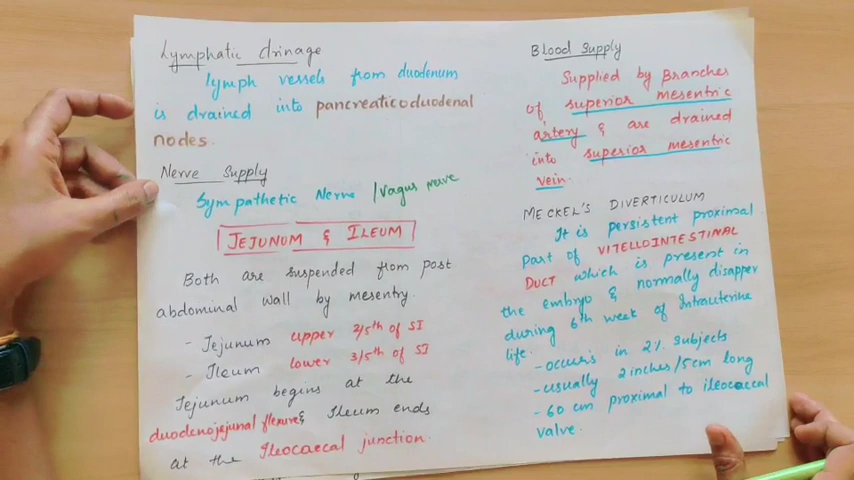 Lymphatic drinage
lymph vessels from duodenum
is drained into pancreaticoduodenal
nodes.
Nerve Supply
Sympathetic Nerve /vagus nerve
JEJUNUM & ILEUM
Both are suspended from post
abdominal wall by mesentry.
- Jejunum upper 2/5th of SI
- Ileum lower 3/5th of SI
Jejunum begins at the
duodenojejunal flexure & Ileum ends
at the Ileocaecal junction.
Blood Supply
Supplied by Branches
of superior mesentric
artery & are drained
into superior mesentric
vein.
MECKEL'S DIVERTICULUM
It is persistent proximal
part of VITELLOINTESTINAL
DUCT which is present in
the embryo & normally disapper
during 6th week of Intrauterine
life.
- occur's in 2% subjects
- usually 2 inches/5cm long
- 60 cm proximal to ileocaecal
valve.